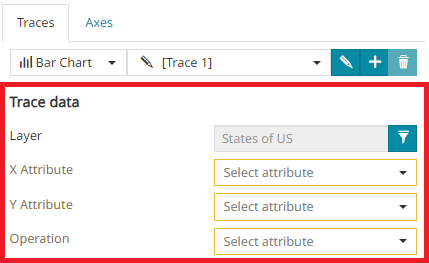 Traces Axes
Bar Chart [Trace 1]
Trace data
Layer States of US
X Attribute Select attribute
Y Attribute Select attribute
Operation Select attribute